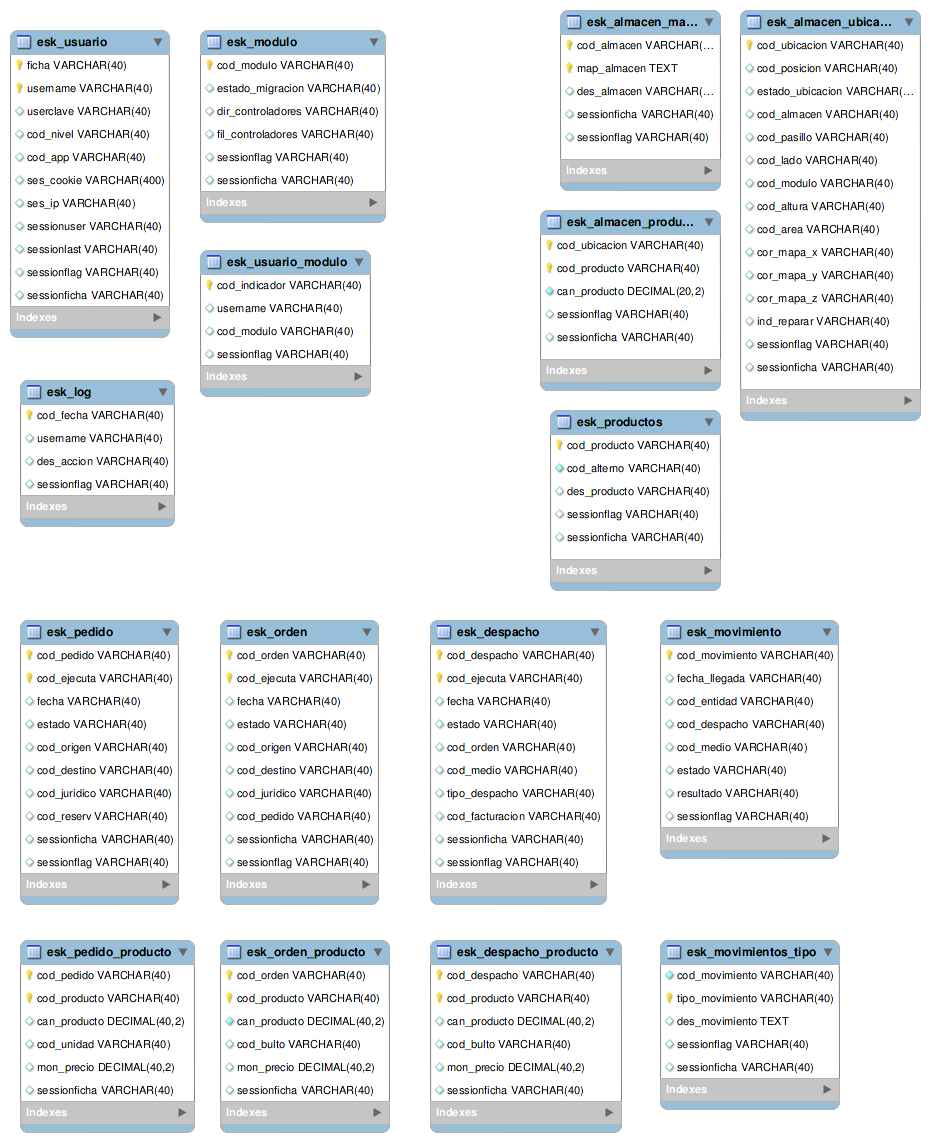 esk_usuario
ficha VARCHAR(40)
username VARCHAR(40)
userclave VARCHAR(40)
cod_nivel VARCHAR(40)
cod_app VARCHAR(40)
ses_cookie VARCHAR(400)
ses_ip VARCHAR(40)
sessionuser VARCHAR(40)
sessionlast VARCHAR(40)
sessionflag VARCHAR(40)
sessionficha VARCHAR(40)
Indexes
esk_modulo
cod_modulo VARCHAR(40)
estado_migracion VARCHAR(40)
dir_controladores VARCHAR(40)
fil_controladores VARCHAR(40)
sessionflag VARCHAR(40)
sessionficha VARCHAR(40)
Indexes
esk_usuario_modulo
cod_indicador VARCHAR(40)
username VARCHAR(40)
cod_modulo VARCHAR(40)
sessionflag VARCHAR(40)
Indexes
esk_log
cod_fecha VARCHAR(40)
username VARCHAR(40)
des_accion VARCHAR(40)
sessionflag VARCHAR(40)
Indexes
esk_almacen_ma...
cod_almacen VARCHAR(...
map_almacen TEXT
des_almacen VARCHAR(...
sessionficha VARCHAR(40)
sessionflag VARCHAR(40)
Indexes
esk_almacen_ubica...
cod_ubicacion VARCHAR(40)
cod_posicion VARCHAR(40)
estado_ubicacion VARCHAR(...
cod_almacen VARCHAR(40)
cod_pasillo VARCHAR(40)
cod_lado VARCHAR(40)
cod_modulo VARCHAR(40)
cod_altura VARCHAR(40)
cod_area VARCHAR(40)
cor_mapa_x VARCHAR(40)
cor_mapa_y VARCHAR(40)
cor_mapa_z VARCHAR(40)
ind_reparar VARCHAR(40)
sessionflag VARCHAR(40)
sessionficha VARCHAR(40)
Indexes
esk_almacen_produ...
cod_ubicacion VARCHAR(40)
cod_producto VARCHAR(40)
can_producto DECIMAL(20,2)
sessionflag VARCHAR(40)
sessionficha VARCHAR(40)
Indexes
esk_productos
cod_producto VARCHAR(40)
cod_alterno VARCHAR(40)
des_producto VARCHAR(40)
sessionflag VARCHAR(40)
sessionficha VARCHAR(40)
Indexes
esk_pedido
cod_pedido VARCHAR(40)
cod_ejecuta VARCHAR(40)
fecha VARCHAR(40)
estado VARCHAR(40)
cod_origen VARCHAR(40)
cod_destino VARCHAR(40)
cod_juridico VARCHAR(40)
cod_reserv VARCHAR(40)
sessionficha VARCHAR(40)
sessionflag VARCHAR(40)
Indexes
esk_orden
cod_orden VARCHAR(40)
cod_ejecuta VARCHAR(40)
fecha VARCHAR(40)
estado VARCHAR(40)
cod_origen VARCHAR(40)
cod_destino VARCHAR(40)
cod_juridico VARCHAR(40)
cod_pedido VARCHAR(40)
sessionficha VARCHAR(40)
sessionflag VARCHAR(40)
Indexes
esk_despacho
cod_despacho VARCHAR(40)
cod_ejecuta VARCHAR(40)
fecha VARCHAR(40)
estado VARCHAR(40)
cod_orden VARCHAR(40)
cod_medio VARCHAR(40)
tipo_despacho VARCHAR(40)
cod_facturacion VARCHAR(40)
sessionficha VARCHAR(40)
sessionflag VARCHAR(40)
Indexes
esk_movimiento
cod_movimiento VARCHAR(40)
fecha_llegada VARCHAR(40)
cod_entidad VARCHAR(40)
cod_despacho VARCHAR(40)
cod_medio VARCHAR(40)
estado VARCHAR(40)
resultado VARCHAR(40)
sessionflag VARCHAR(40)
Indexes
esk_pedido_producto
cod_pedido VARCHAR(40)
cod_producto VARCHAR(40)
can_producto DECIMAL(40,2)
cod_unidad VARCHAR(40)
mon_precio DECIMAL(40,2)
sessionficha VARCHAR(40)
Indexes
esk_orden_producto
cod_orden VARCHAR(40)
cod_producto VARCHAR(40)
can_producto DECIMAL(40,2)
cod_bulto VARCHAR(40)
mon_precio DECIMAL(40,2)
sessionficha VARCHAR(40)
Indexes
esk_despacho_producto
cod_despacho VARCHAR(40)
cod_producto VARCHAR(40)
can_producto DECIMAL(40,2)
cod_bulto VARCHAR(40)
mon_precio DECIMAL(40,2)
sessionficha VARCHAR(40)
Indexes
esk_movimientos_tipo
cod_movimiento VARCHAR(40)
tipo_movimiento VARCHAR(40)
des_movimiento TEXT
sessionflag VARCHAR(40)
sessionficha VARCHAR(40)
Indexes